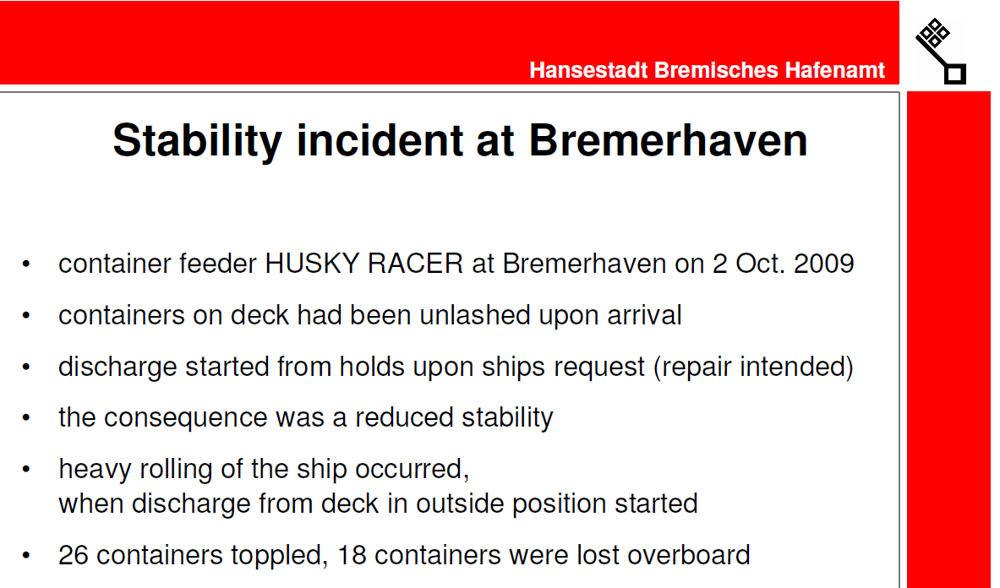 Hansestadt Bremisches Hafenamt
Stability incident at Bremerhaven
• container feeder HUSKY RACER at Bremerhaven on 2 Oct. 2009
• containers on deck had been unlashed upon arrival
• discharge started from holds upon ships request (repair intended)
• the consequence was a reduced stability
• heavy rolling of the ship occurred,
when discharge from deck in outside position started
• 26 containers toppled, 18 containers were lost overboard